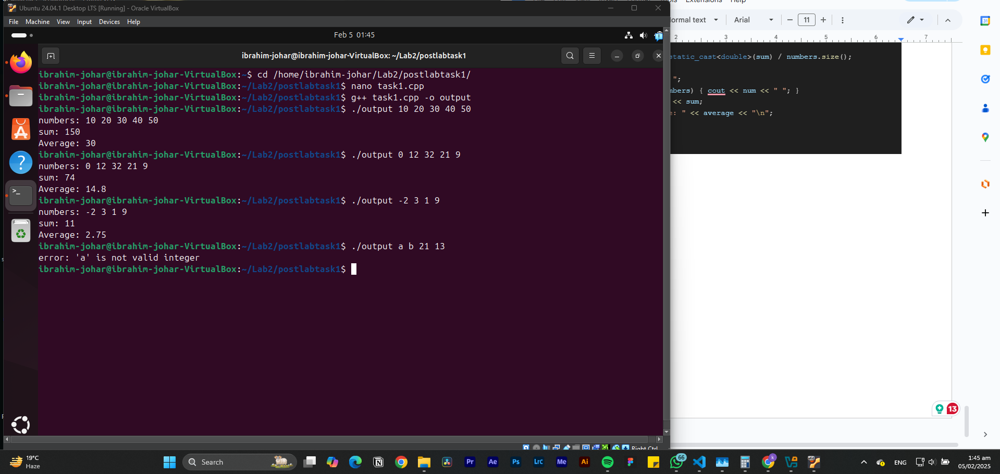 Ubuntu 24.04.1 Desktop LTS [Running] - Oracle VirtualBox
File Machine View Input Devices Help
Feb 5 01:45
ibrahim-johar@ibrahim-johar-VirtualBox: ~/Lab2/postlabtask1
ibrahim-johar@ibrahim-johar-VirtualBox:~$ cd /home/ibrahim-johar/Lab2/postlabtask1/
ibrahim-johar@ibrahim-johar-VirtualBox:~/Lab2/postlabtask1$ nano task1.cpp
ibrahim-johar@ibrahim-johar-VirtualBox:~/Lab2/postlabtask1$ g++ task1.cpp -o output
ibrahim-johar@ibrahim-johar-VirtualBox:~/Lab2/postlabtask1$ ./output 10 20 30 40 50
numbers: 10 20 30 40 50
sum: 150
Average: 30
ibrahim-johar@ibrahim-johar-VirtualBox:~/Lab2/postlabtask1$ ./output 0 12 32 21 9
numbers: 0 12 32 21 9
sum: 74
Average: 14.8
ibrahim-johar@ibrahim-johar-VirtualBox:~/Lab2/postlabtask1$ ./output -2 3 1 9
numbers: -2 3 1 9
sum: 11
Average: 2.75
ibrahim-johar@ibrahim-johar-VirtualBox:~/Lab2/postlabtask1$ ./output a b 21 13
error: 'a' is not valid integer
ibrahim-johar@ibrahim-johar-VirtualBox:~/Lab2/postlabtask1$
Right Ctrl
Extensions Help
ormal text Arial 11
2 3 4 5 6 7
static_cast<double>(sum) / numbers.size();
";
mbers) { cout << num << " "; }
<< sum;
e: " << average << "\n";
31
13
19°C
Haze
Search
Pr Ae Ps LrC Me Ai
66
k
ENG
1:45 am
05/02/2025